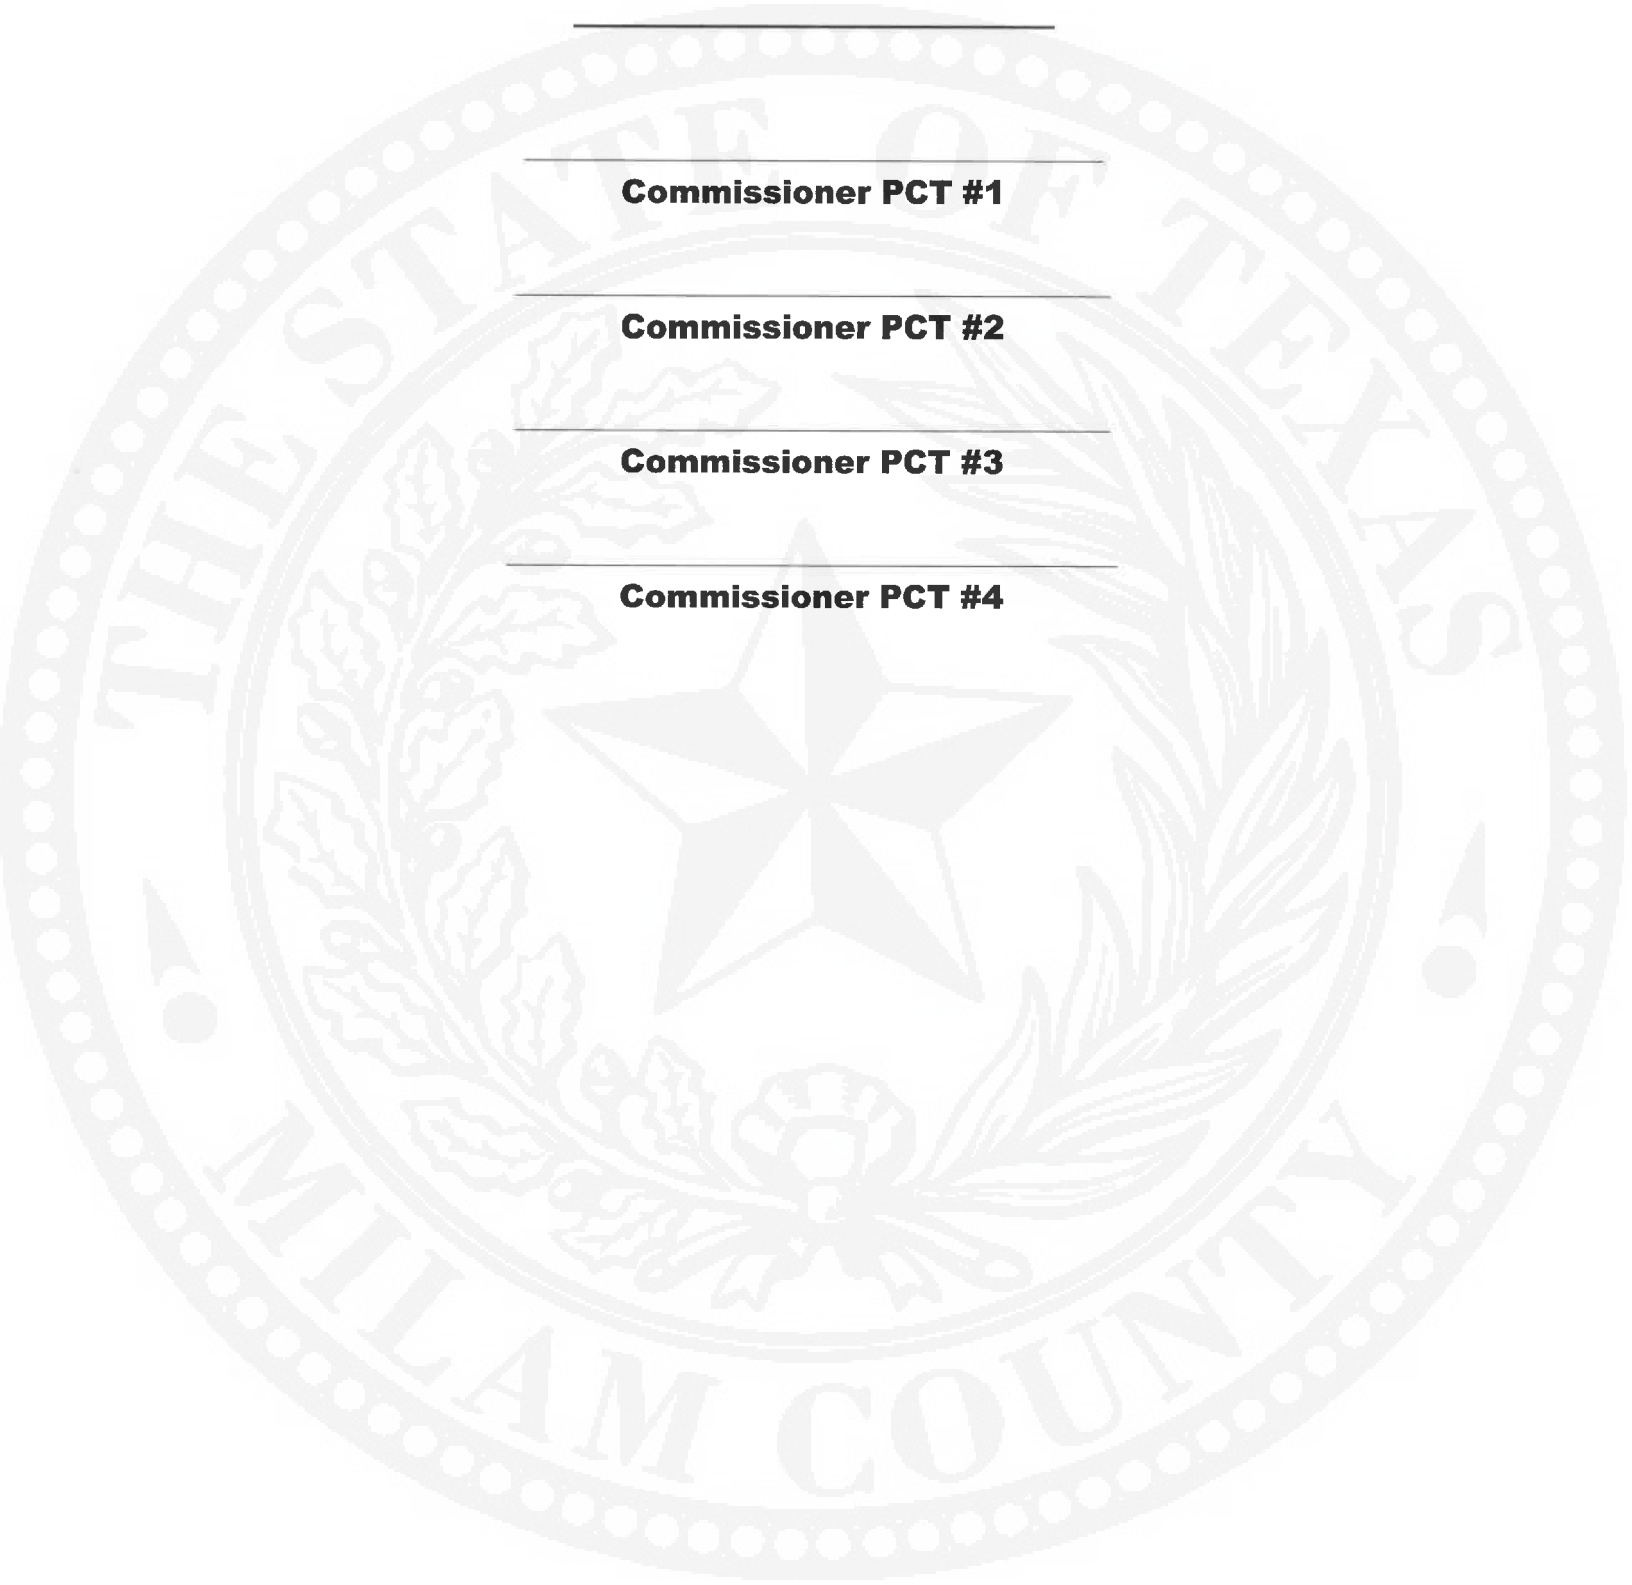 Commissioner PCT #1
Commissioner PCT #2
Commissioner PCT #3
Commissioner PCT #4
THE STATE OF TEXAS
MILAM COUNTY